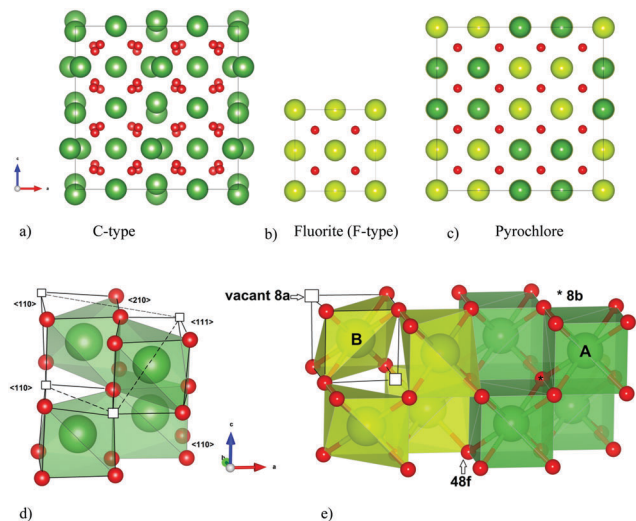 c
a
a) C-type
b) Fluorite (F-type)
c) Pyrochlore
<110>
<210>
<111>
<110>
<110>
d)
c
b
a
vacant 8a
* 8b
B
A
*
48f
e)